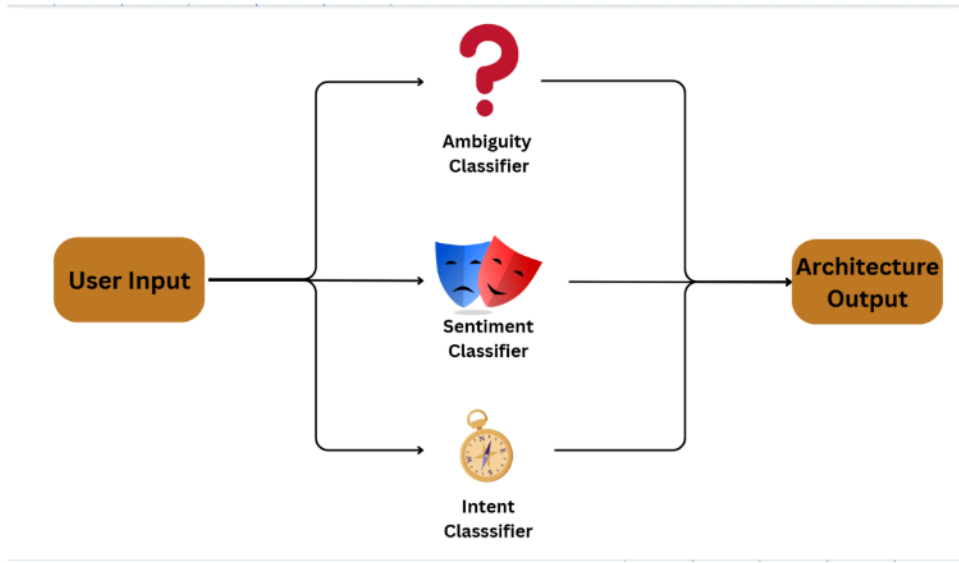 Ambiguity
Classifier
User Input
Sentiment
Classifier
Architecture
Output
Intent
Classsifier